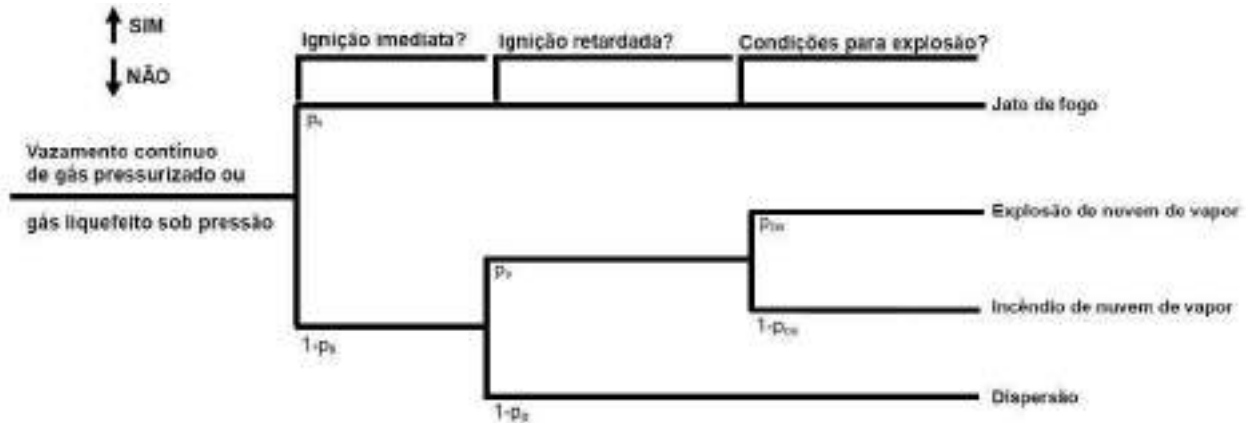 SIM
NÃO
Ignição imediata?
Ignição retardada?
Condições para explosão?
Jato de fogo
Vazamento contínuo
de gás pressurizado ou
gás liquefeito sob pressão
Explosão de nuvem de vapor
Incêndio de nuvem de vapor
Dispersão